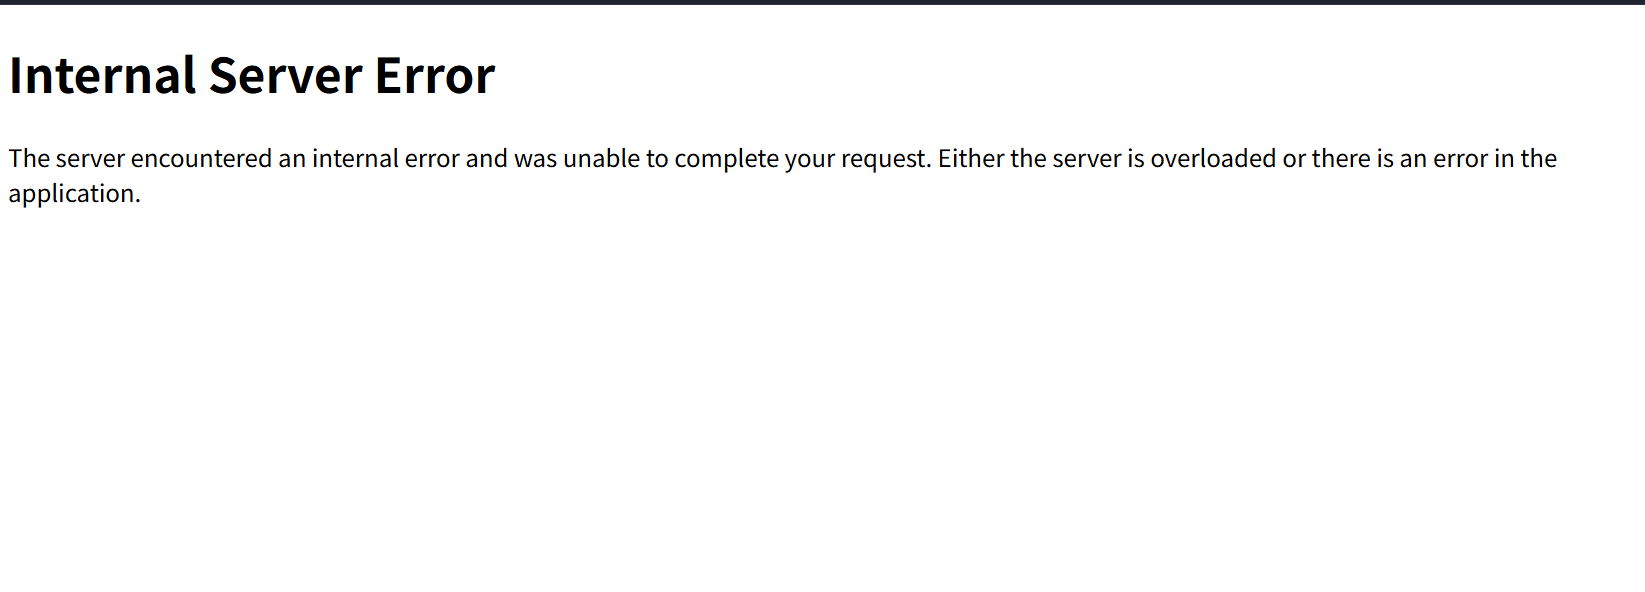 Internal Server Error
The server encountered an internal error and was unable to complete your request. Either the server is overloaded or there is an error in the
application.